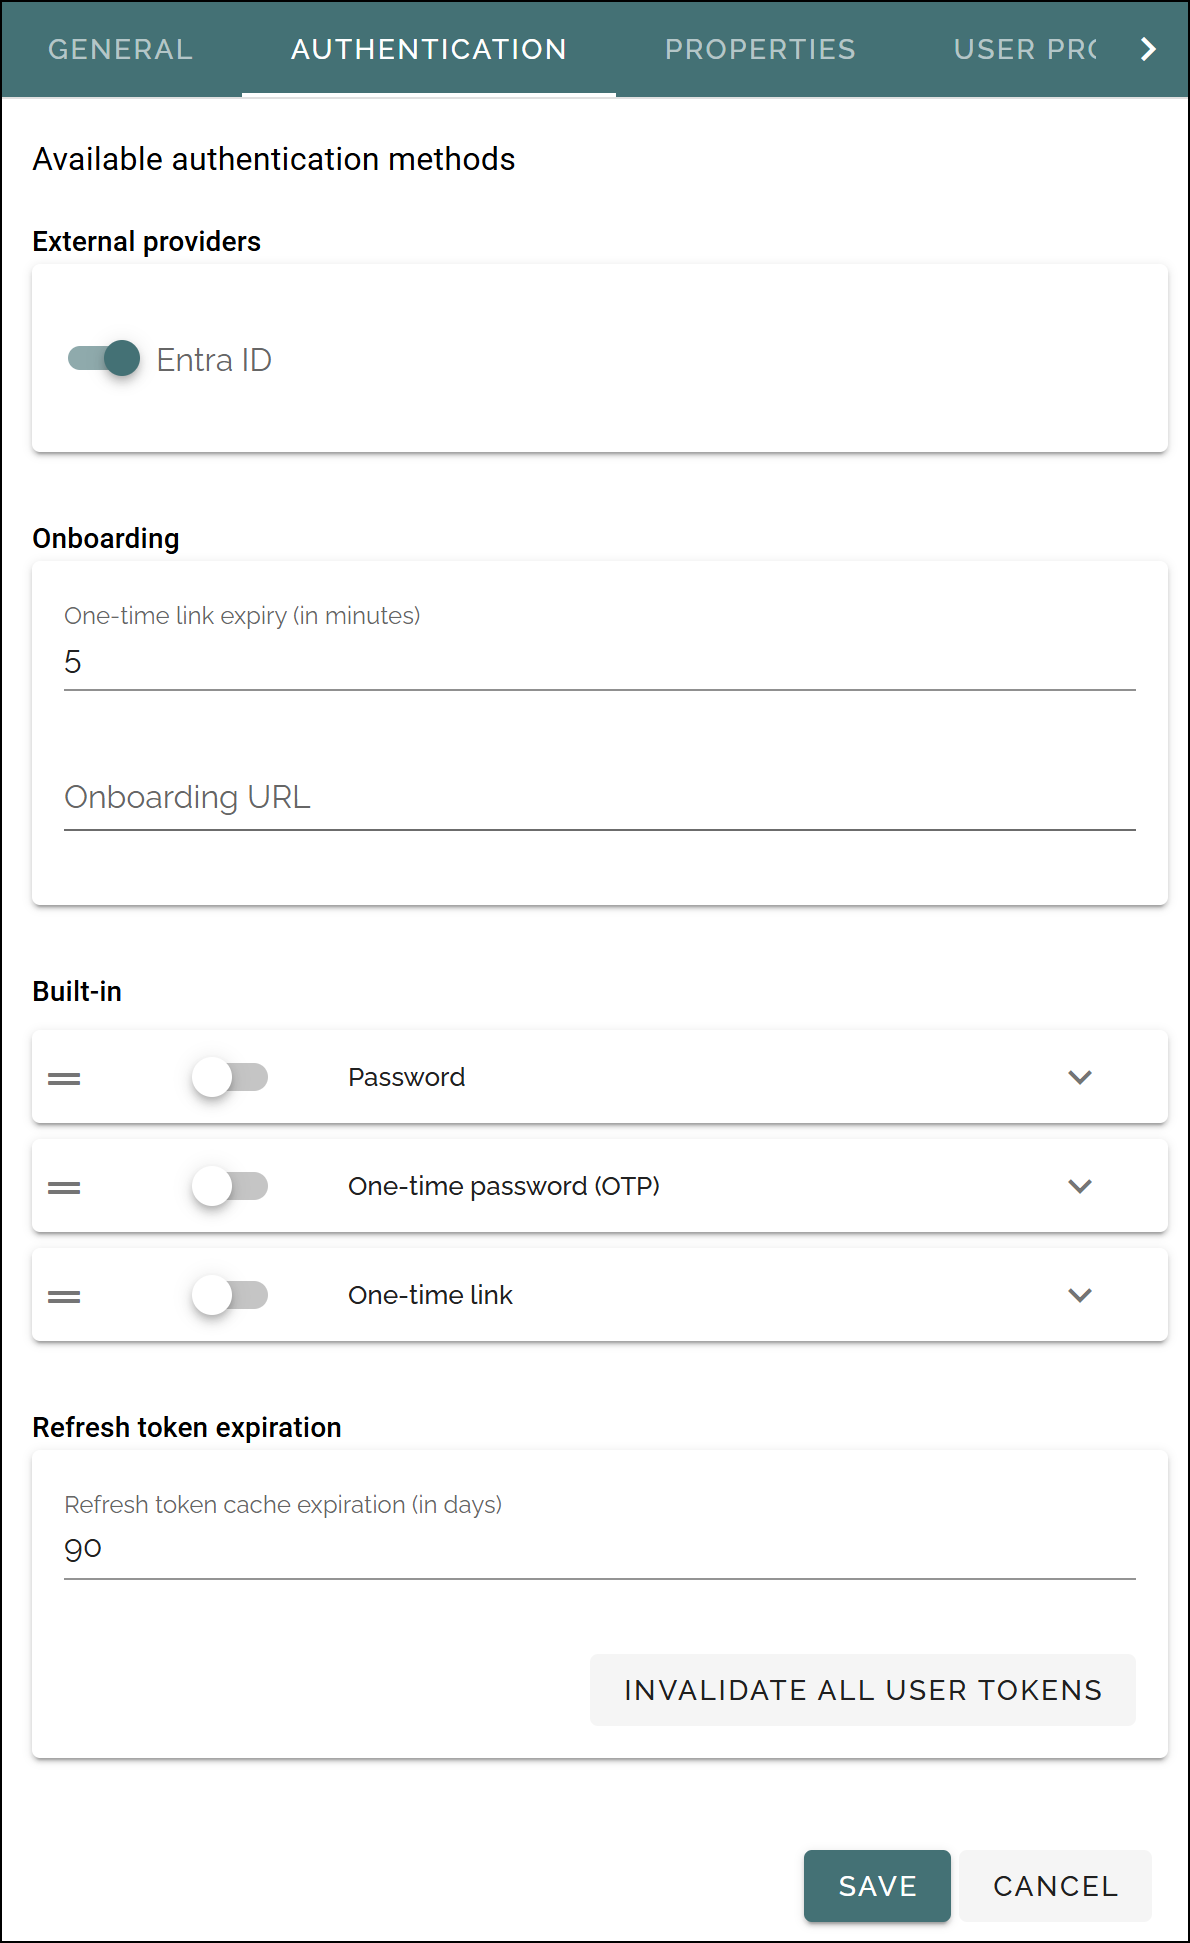 GENERAL AUTHENTICATION PROPERTIES USER PRO
Available authentication methods
External providers
Entra ID
Onboarding
One-time link expiry (in minutes)
5
Onboarding URL
Built-in
Password
One-time password (OTP)
One-time link
Refresh token expiration
Refresh token cache expiration (in days)
90
INVALIDATE ALL USER TOKENS
SAVE CANCEL